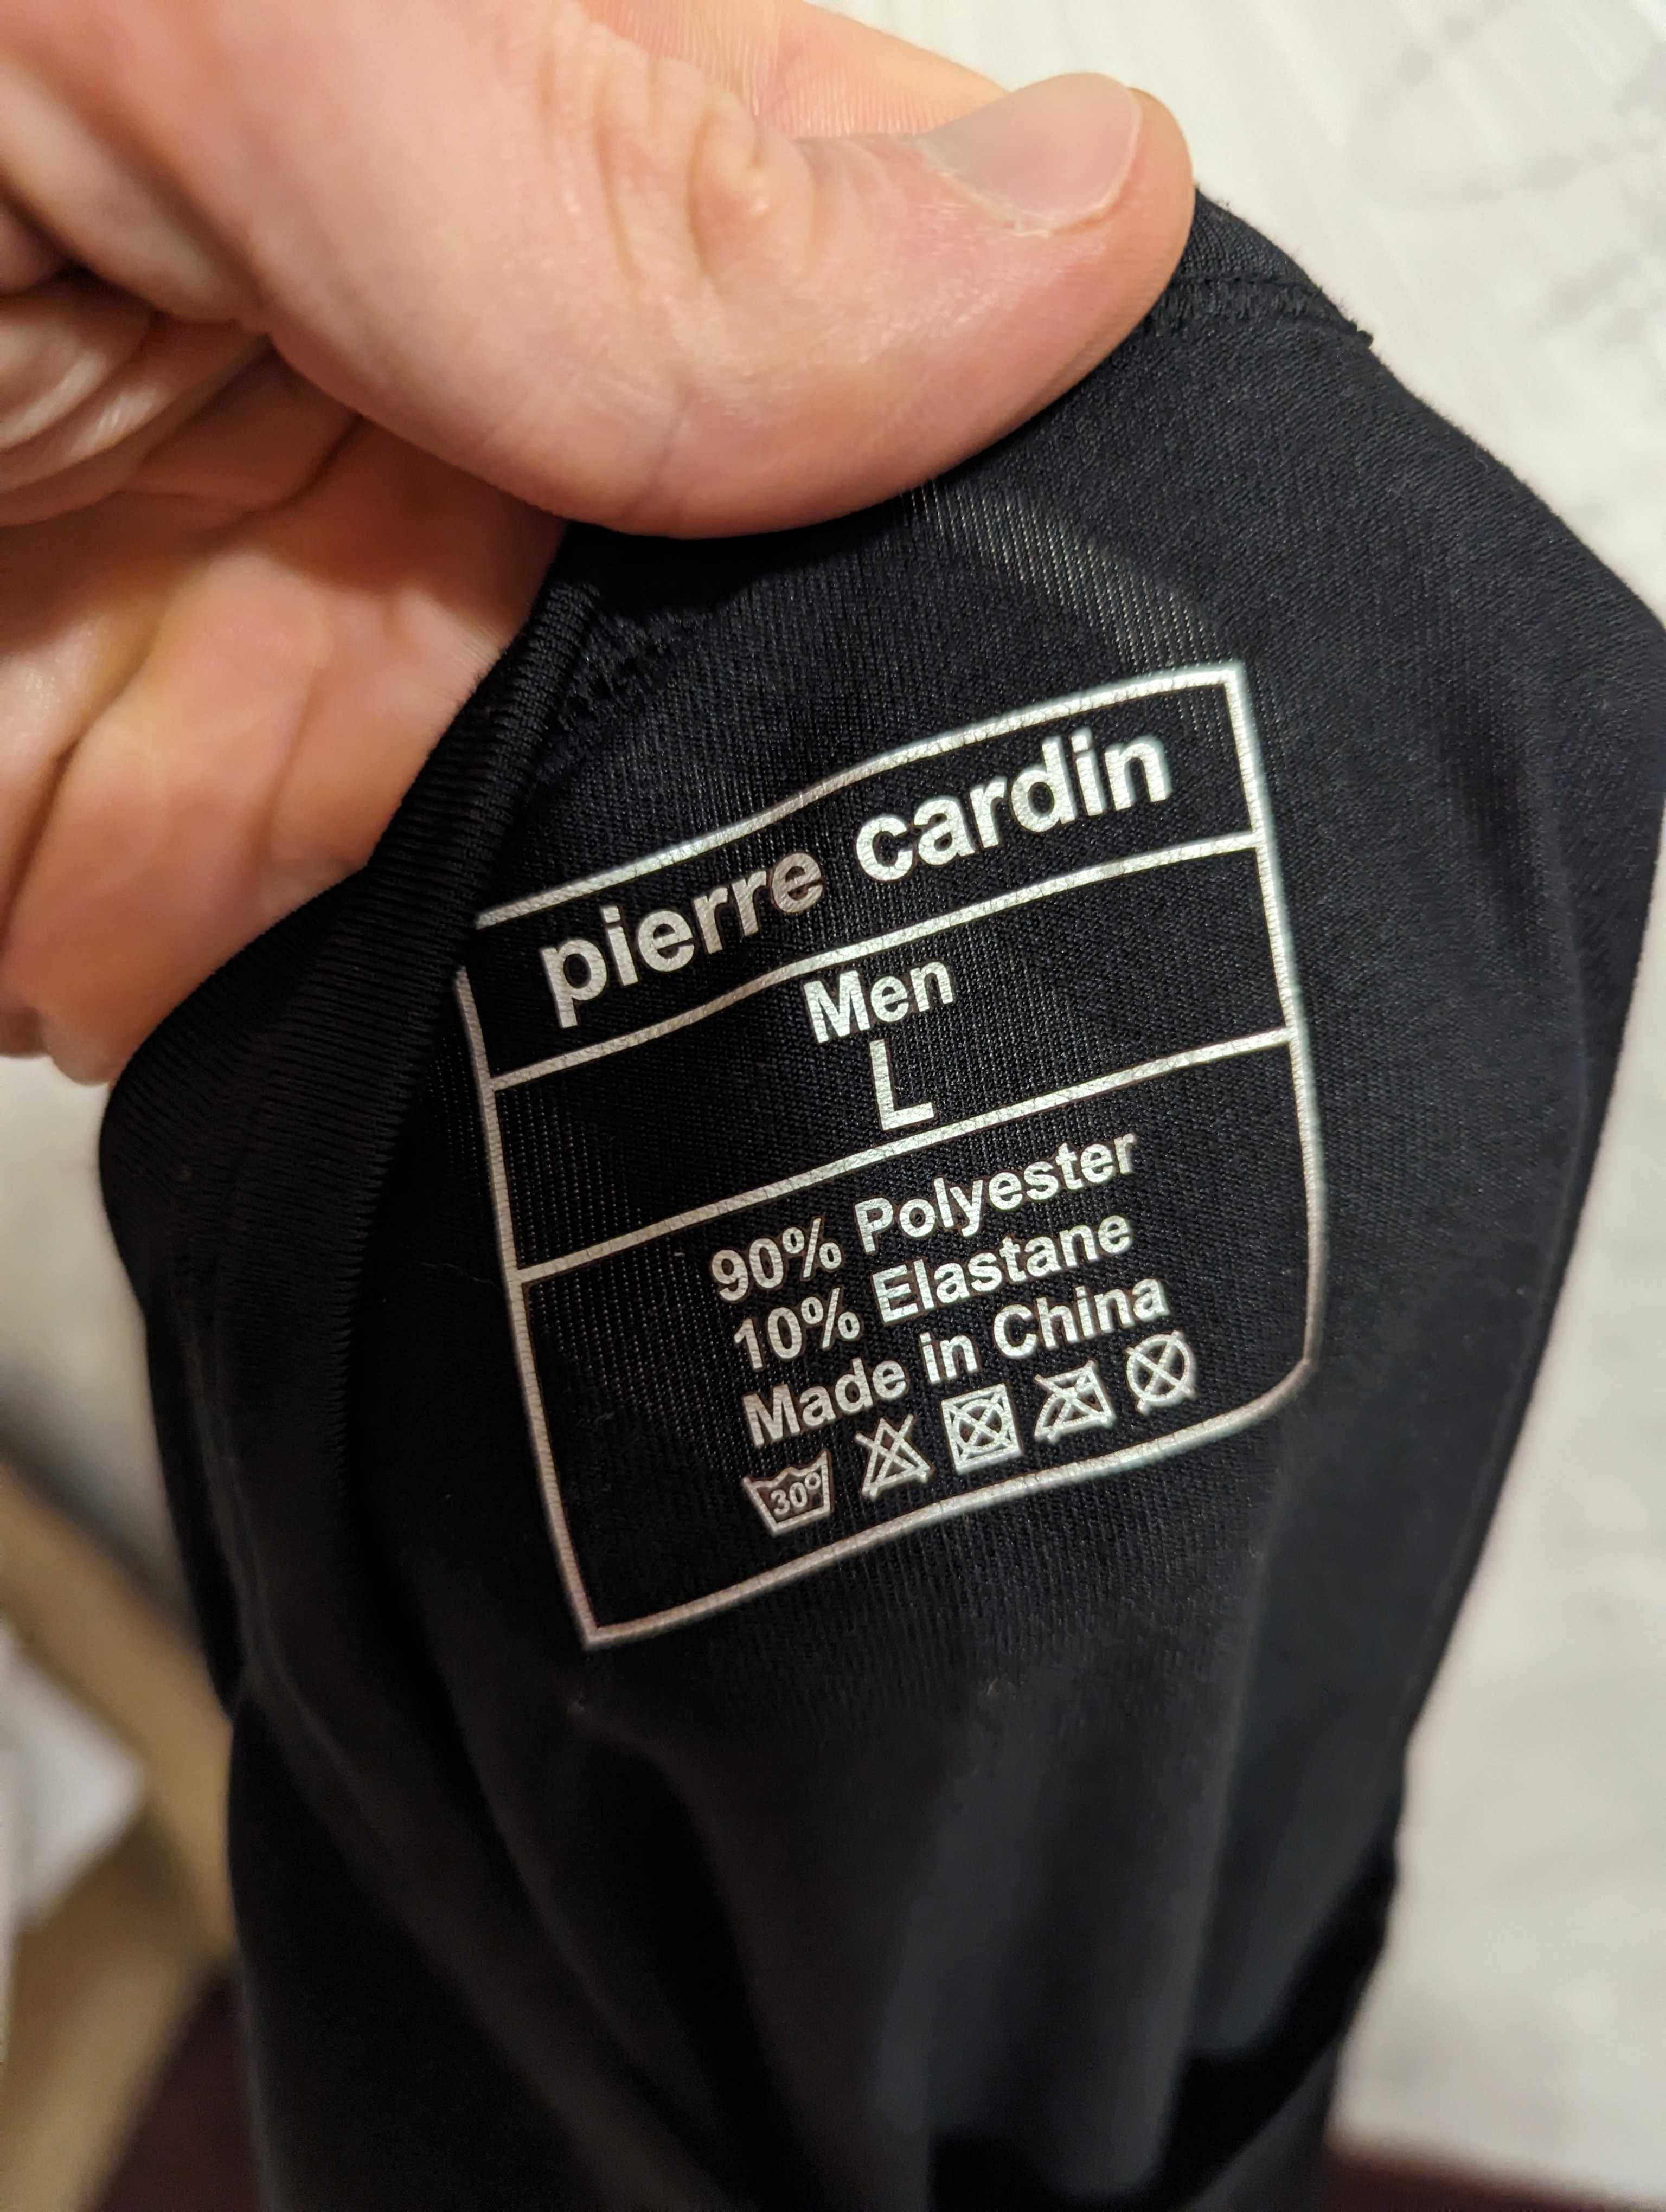 pierre cardin
Men
L
90% Polyester
10% Elastane
Made in China
30°